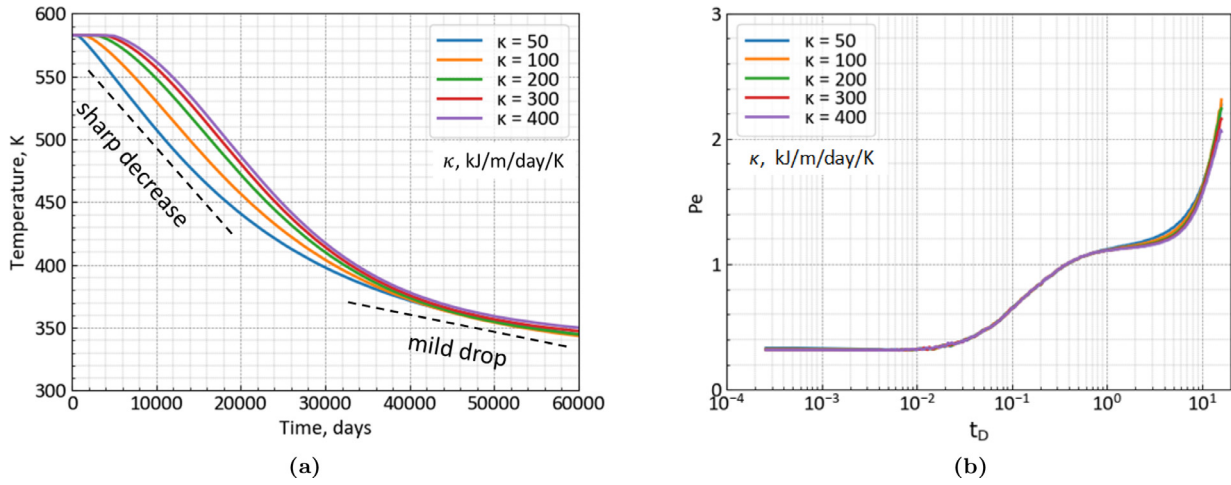 600
550
500
450
400
350
300
Temperature, K
0
10000
20000
30000
40000
50000
60000
Time, days
κ = 50
κ = 100
κ = 200
κ = 300
κ = 400
κ, kJ/m/day/K
sharp decrease
mild drop
(a)
3
2
1
0
Pe
10⁻⁴
10⁻³
10⁻²
10⁻¹
10⁰
10¹
t_D
κ = 50
κ = 100
κ = 200
κ = 300
κ = 400
κ, kJ/m/day/K
(b)